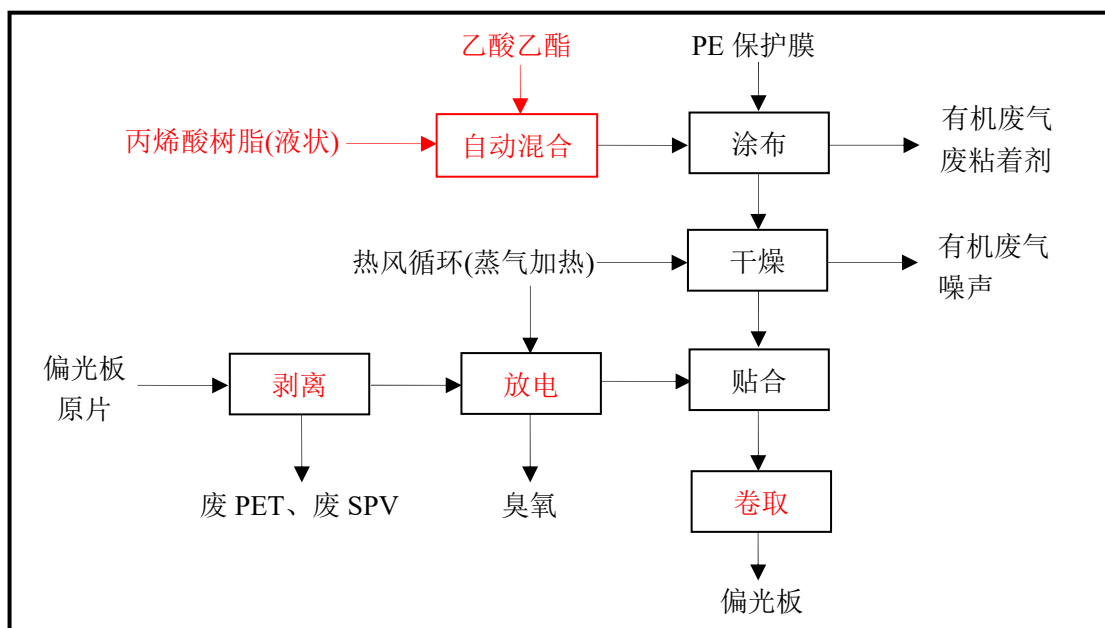 乙酸乙酯
PE 保护膜
丙烯酸树脂(液状)
自动混合
涂布
有机废气
废粘着剂
热风循环(蒸气加热)
干燥
有机废气
噪声
偏光板
原片
剥离
放电
贴合
废 PET、废 SPV
臭氧
卷取
偏光板